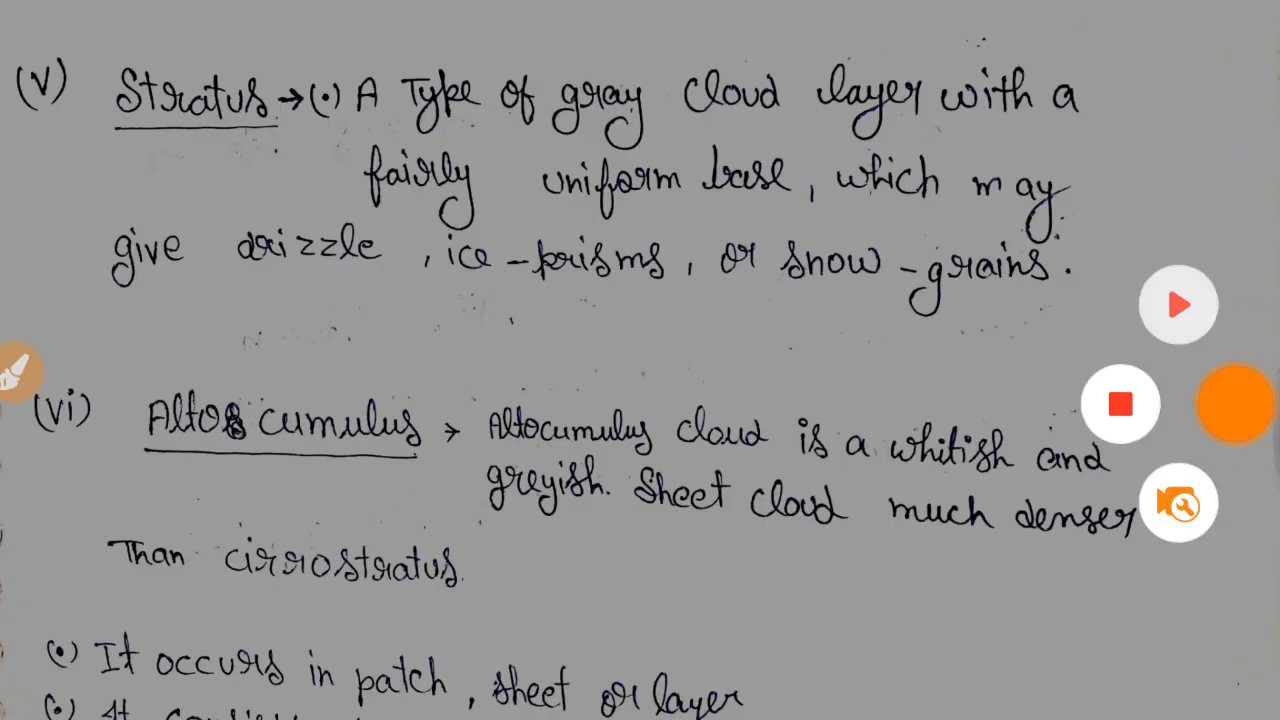 (v) Stratus → (•) A Type of gray cloud layer with a
fairly uniform base, which may
give drizzle, ice-prisms, or snow-grains.
(vi) Altocumulus → Altocumulus cloud is a whitish and
greyish. Sheet cloud much denser
Than cirrostratus.
(•) It occurs in patch, sheet or layer
(•) It